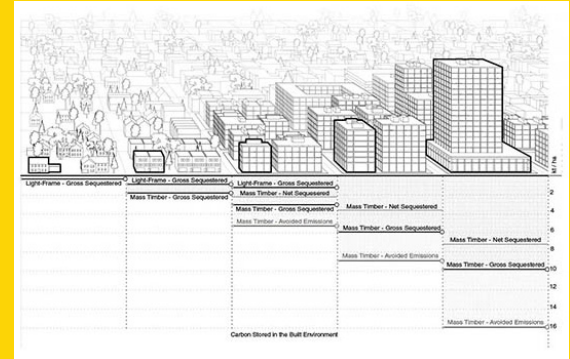 kt / ha
Light-Frame - Gross Sequestered
Light-Frame - Gross Sequestered
Light-Frame - Gross Sequestered
2
Mass Timber - Gross Sequestered
Mass Timber - Net Sequesered
Mass Timber - Gross Sequestered
Mass Timber - Net Sequestered
4
Mass Timber - Avoided Emissions
Mass Timber - Gross Sequestered
6
Mass Timber - Net Sequestered
8
Mass Timber - Avoided Emissions
Mass Timber - Gross Sequestered
10
12
14
Mass Timber - Avoided Emissions
16
Carbon Stored in the Built Environment